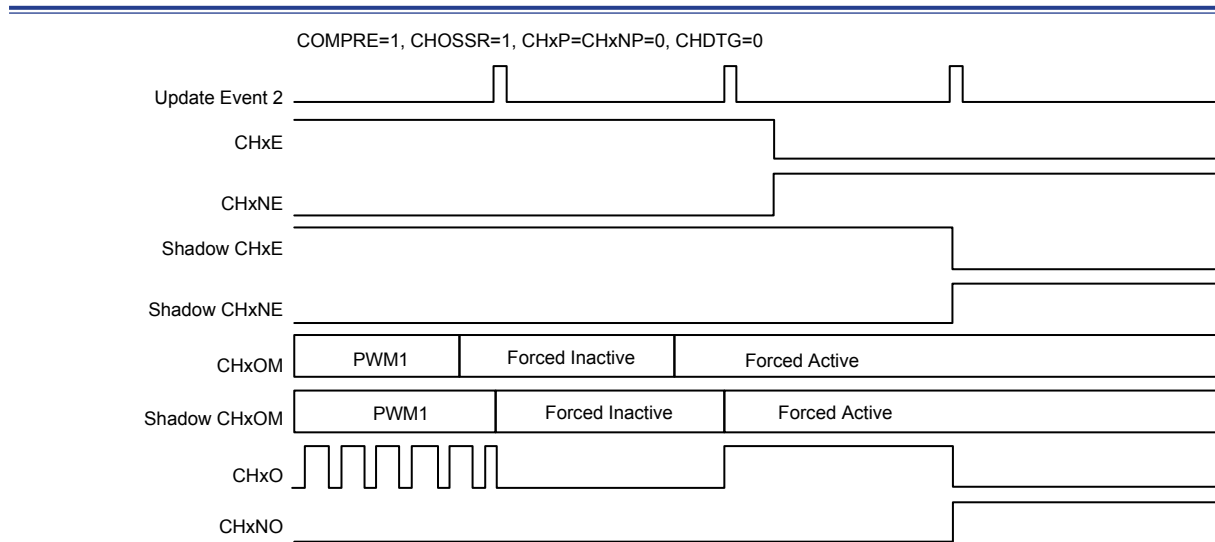 COMPRE=1, CHOSSR=1, CHxP=CHxNP=0, CHDTG=0
Update Event 2
CHxE
CHxNE
Shadow CHxE
Shadow CHxNE
CHxOM PWM1 Forced Inactive Forced Active
Shadow CHxOM PWM1 Forced Inactive Forced Active
CHxO
CHxNO